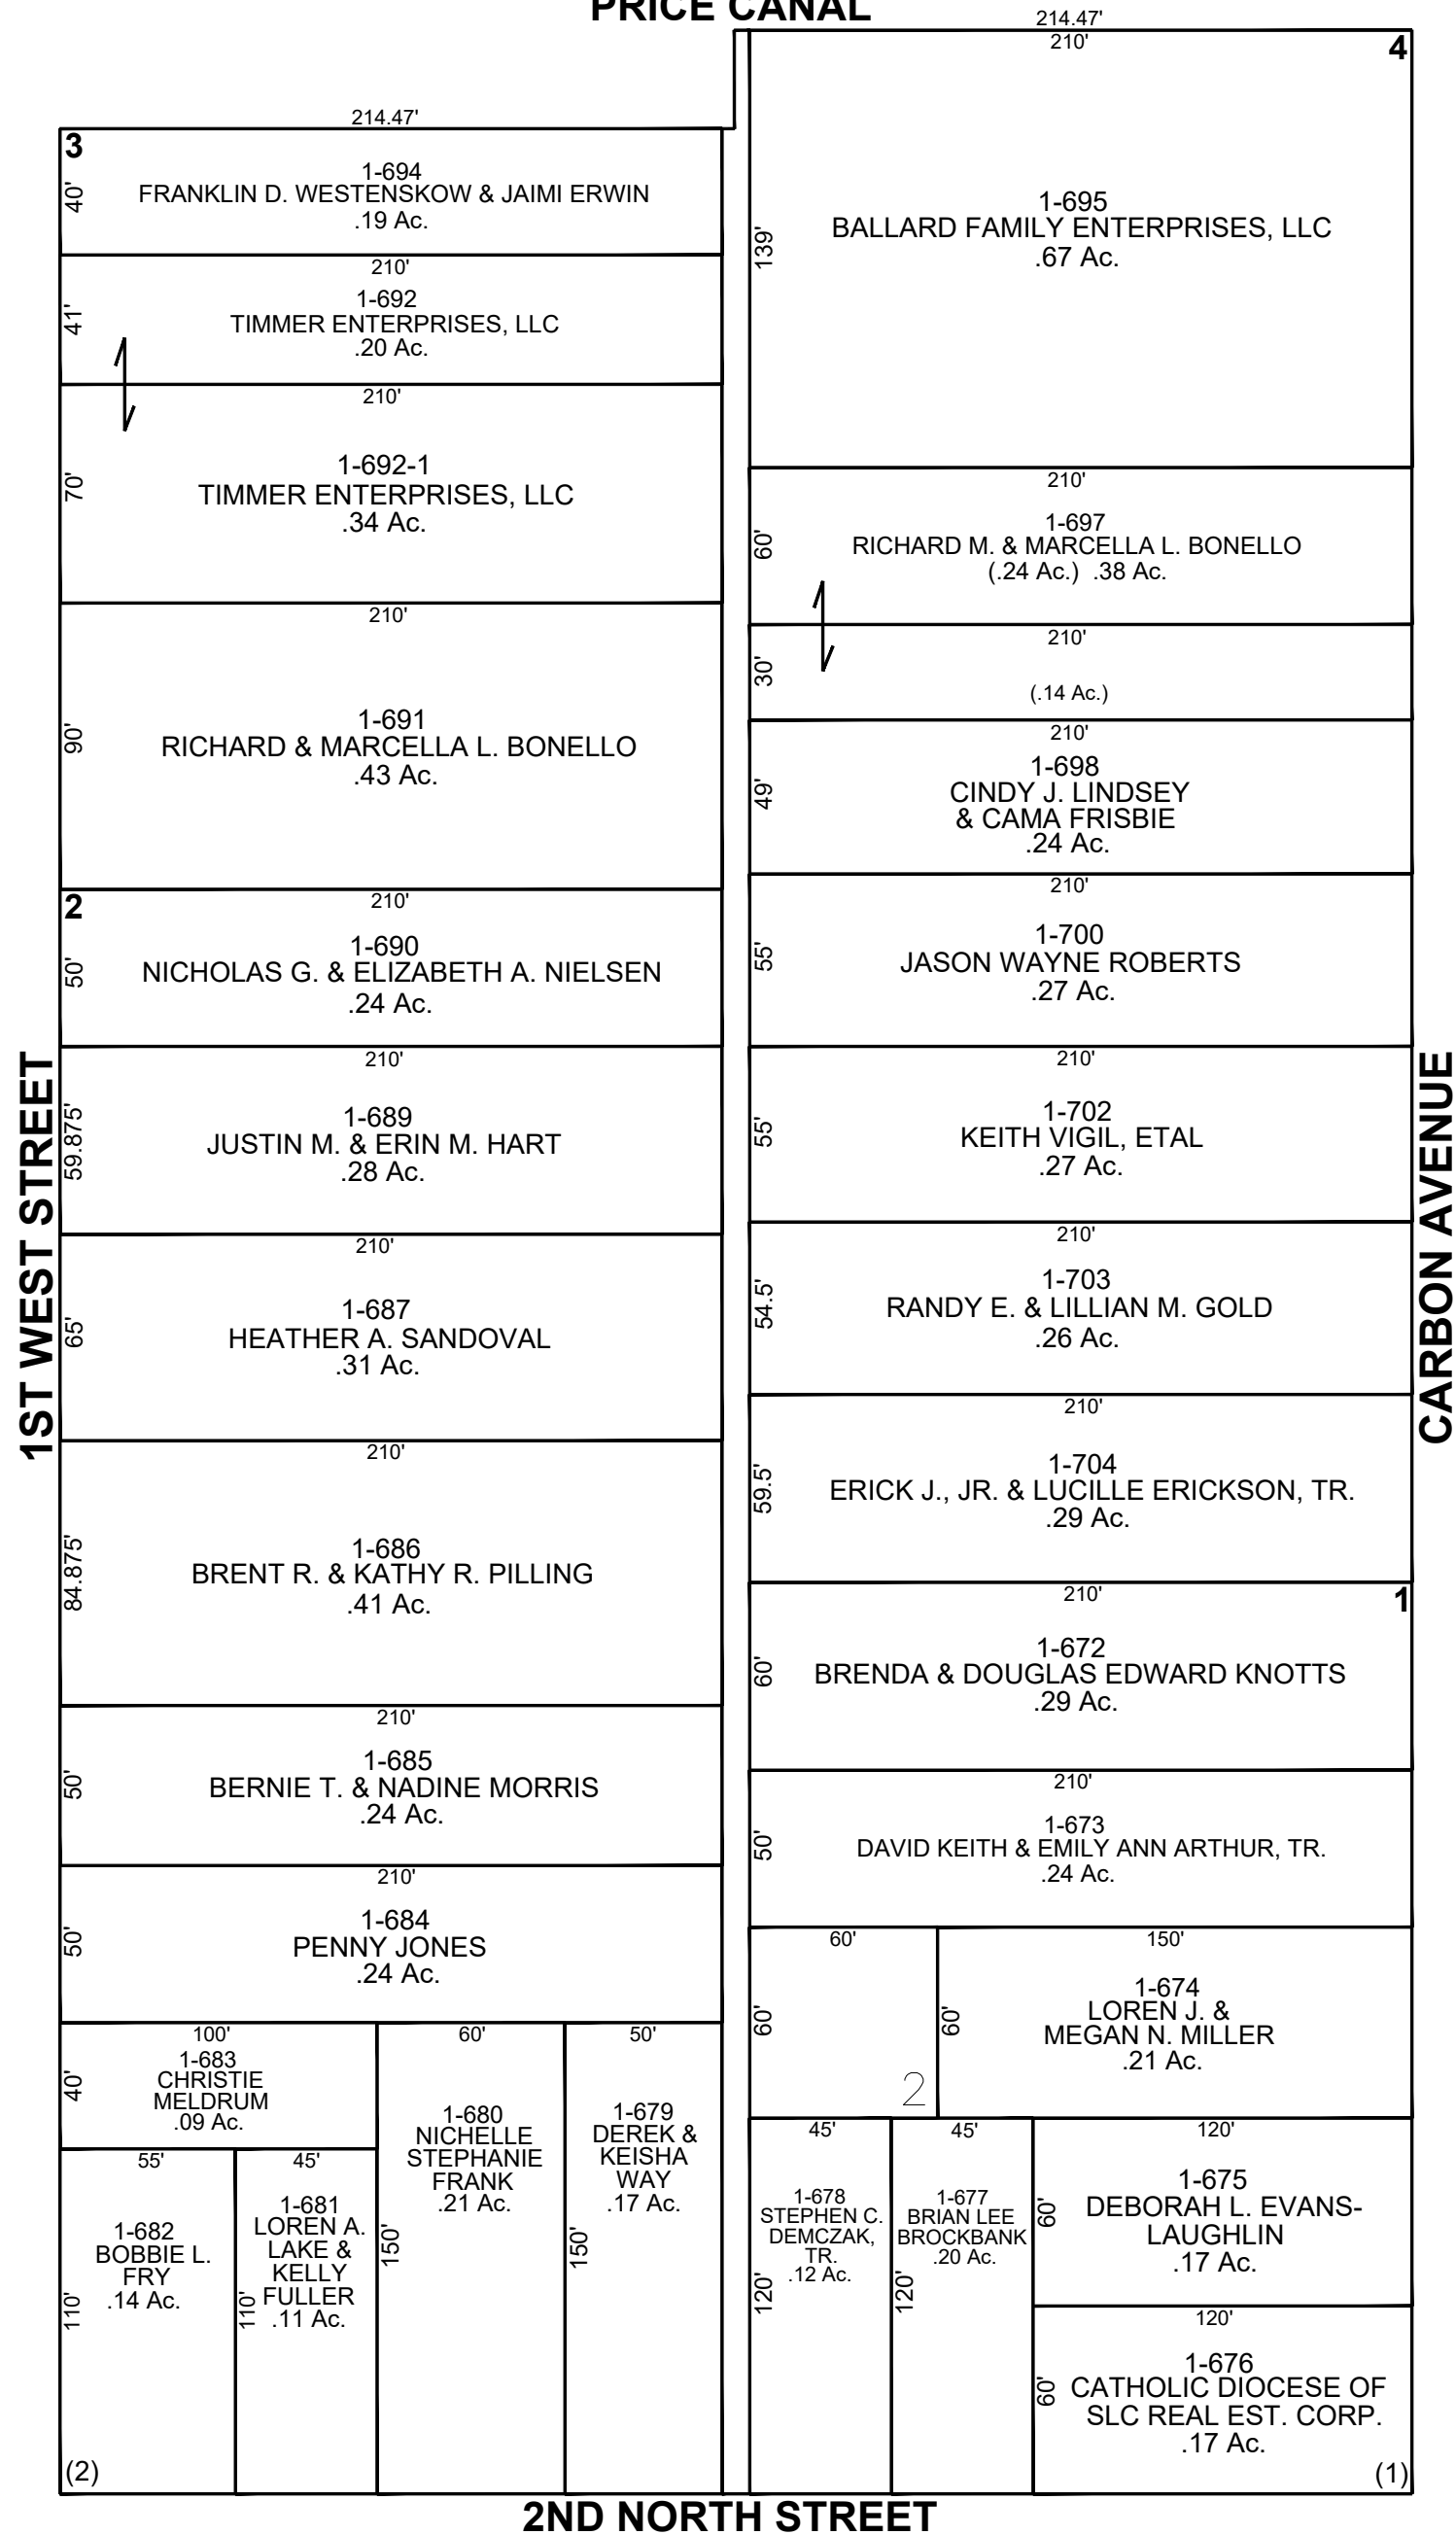 PRICE CANAL
214.47'
210'
4
139'
1-695
BALLARD FAMILY ENTERPRISES, LLC
.67 Ac.
214.47'
3
40'
1-694
FRANKLIN D. WESTENSKOW & JAIMI ERWIN
.19 Ac.
210'
41'
1-692
TIMMER ENTERPRISES, LLC
.20 Ac.
210'
70'
1-692-1
TIMMER ENTERPRISES, LLC
.34 Ac.
210'
90'
1-691
RICHARD & MARCELLA L. BONELLO
.43 Ac.
2
210'
50'
1-690
NICHOLAS G. & ELIZABETH A. NIELSEN
.24 Ac.
210'
59.875'
1-689
JUSTIN M. & ERIN M. HART
.28 Ac.
210'
65'
1-687
HEATHER A. SANDOVAL
.31 Ac.
210'
84.875'
1-686
BRENT R. & KATHY R. PILLING
.41 Ac.
210'
50'
1-685
BERNIE T. & NADINE MORRIS
.24 Ac.
210'
50'
1-684
PENNY JONES
.24 Ac.
100'
40'
1-683
CHRISTIE
MELDRUM
.09 Ac.
55'
110'
1-682
BOBBIE L.
FRY
.14 Ac.
45'
110'
1-681
LOREN A.
LAKE &
KELLY
FULLER
.11 Ac.
60'
150'
1-680
NICHELLE
STEPHANIE
FRANK
.21 Ac.
50'
150'
1-679
DEREK &
KEISHA
WAY
.17 Ac.
(2)
210'
60'
1-697
RICHARD M. & MARCELLA L. BONELLO
(.24 Ac.) .38 Ac.
210'
30'
(.14 Ac.)
210'
49'
1-698
CINDY J. LINDSEY
& CAMA FRISBIE
.24 Ac.
210'
55'
1-700
JASON WAYNE ROBERTS
.27 Ac.
210'
55'
1-702
KEITH VIGIL, ETAL
.27 Ac.
210'
54.5'
1-703
RANDY E. & LILLIAN M. GOLD
.26 Ac.
210'
59.5'
1-704
ERICK J., JR. & LUCILLE ERICKSON, TR.
.29 Ac.
210'
1
60'
1-672
BRENDA & DOUGLAS EDWARD KNOTTS
.29 Ac.
210'
50'
1-673
DAVID KEITH & EMILY ANN ARTHUR, TR.
.24 Ac.
60'
60'
2
150'
60'
1-674
LOREN J. &
MEGAN N. MILLER
.21 Ac.
45'
120'
1-678
STEPHEN C.
DEMCZAK,
TR.
.12 Ac.
45'
120'
1-677
BRIAN LEE
BROCKBANK
.20 Ac.
120'
60'
1-675
DEBORAH L. EVANS-
LAUGHLIN
.17 Ac.
120'
60'
1-676
CATHOLIC DIOCESE OF
SLC REAL EST. CORP.
.17 Ac.
(1)
1ST WEST STREET
CARBON AVENUE
2ND NORTH STREET